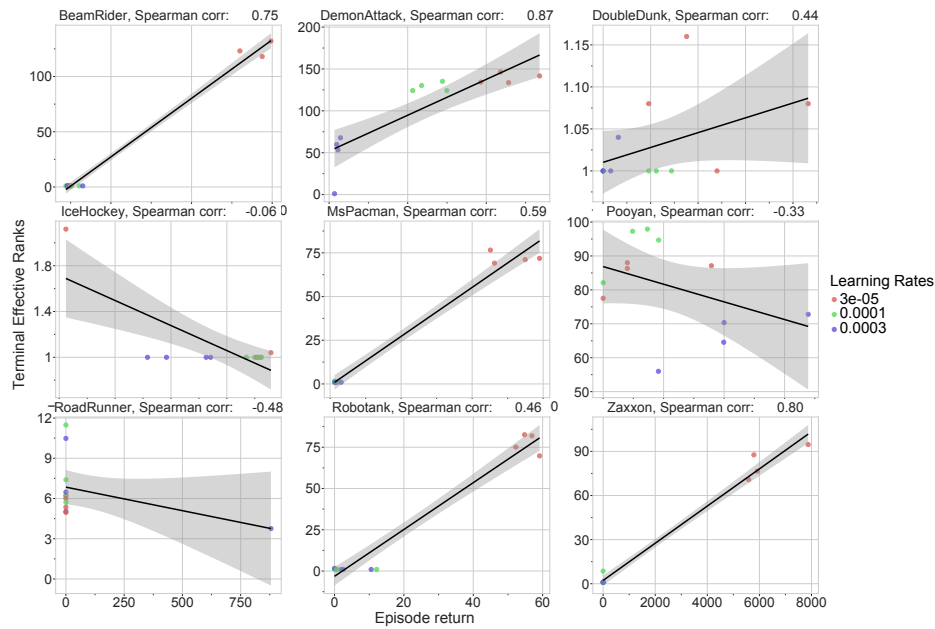 BeamRider, Spearman corr: 0.75
DemonAttack, Spearman corr: 0.87
DoubleDunk, Spearman corr: 0.44
100
50
0
200
150
100
50
0
1.15
1.1
1.05
1
IceHockey, Spearman corr: -0.06 0
MsPacman, Spearman corr: 0.59
Pooyan, Spearman corr: -0.33
1.8
1.4
1
75
50
25
0
100
90
80
70
60
50
Terminal Effective Ranks
Learning Rates
3e-05
0.0001
0.0003
RoadRunner, Spearman corr: -0.48
Robotank, Spearman corr: 0.46 0
Zaxxon, Spearman corr: 0.80
12
9
6
3
0
75
50
25
0
90
60
30
0
0 250 500 750
0 20 40 60
0 2000 4000 6000 8000
Episode return